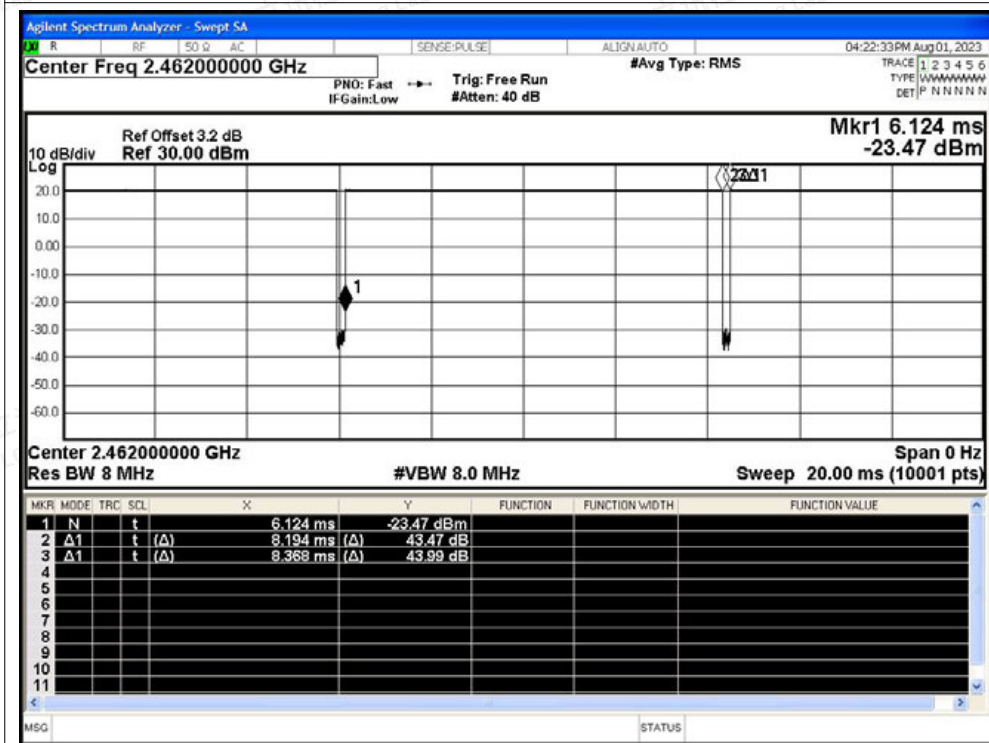 Agilent Spectrum Analyzer - Swept SA
LXI R RF 50 Ω AC SENSE:PULSE ALIGNAUTO 04:22:33PM Aug 01, 2023
Center Freq 2.462000000 GHz
PNO: Fast
IFGain:Low
Trig: Free Run
#Atten: 40 dB
#Avg Type: RMS
TRACE 1 2 3 4 5 6
TYPE WWWWWW
DET P N N N N N
Mkr1 6.124 ms
-23.47 dBm
Ref Offset 3.2 dB
10 dB/div Ref 30.00 dBm
Log
20.0
10.0
0.00
-10.0
-20.0
-30.0
-40.0
-50.0
-60.0
1
Center 2.462000000 GHz Span 0 Hz
Res BW 8 MHz #VBW 8.0 MHz Sweep 20.00 ms (10001 pts)
MKR MODE TRC SCL X Y FUNCTION FUNCTION WIDTH FUNCTION VALUE
1 N t 6.124 ms -23.47 dBm
2 Δ1 t (Δ) 8.194 ms (Δ) 43.47 dB
3 Δ1 t (Δ) 8.368 ms (Δ) 43.99 dB
4
5
6
7
8
9
10
11
MSG STATUS